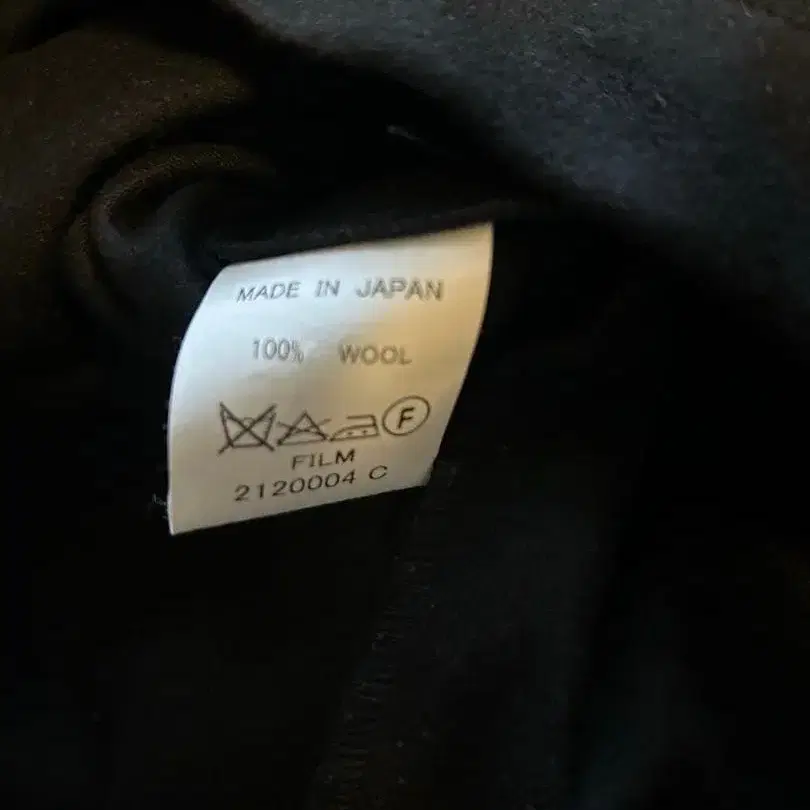 MADE IN JAPAN
100% WOOL
F
FILM
2120004 C